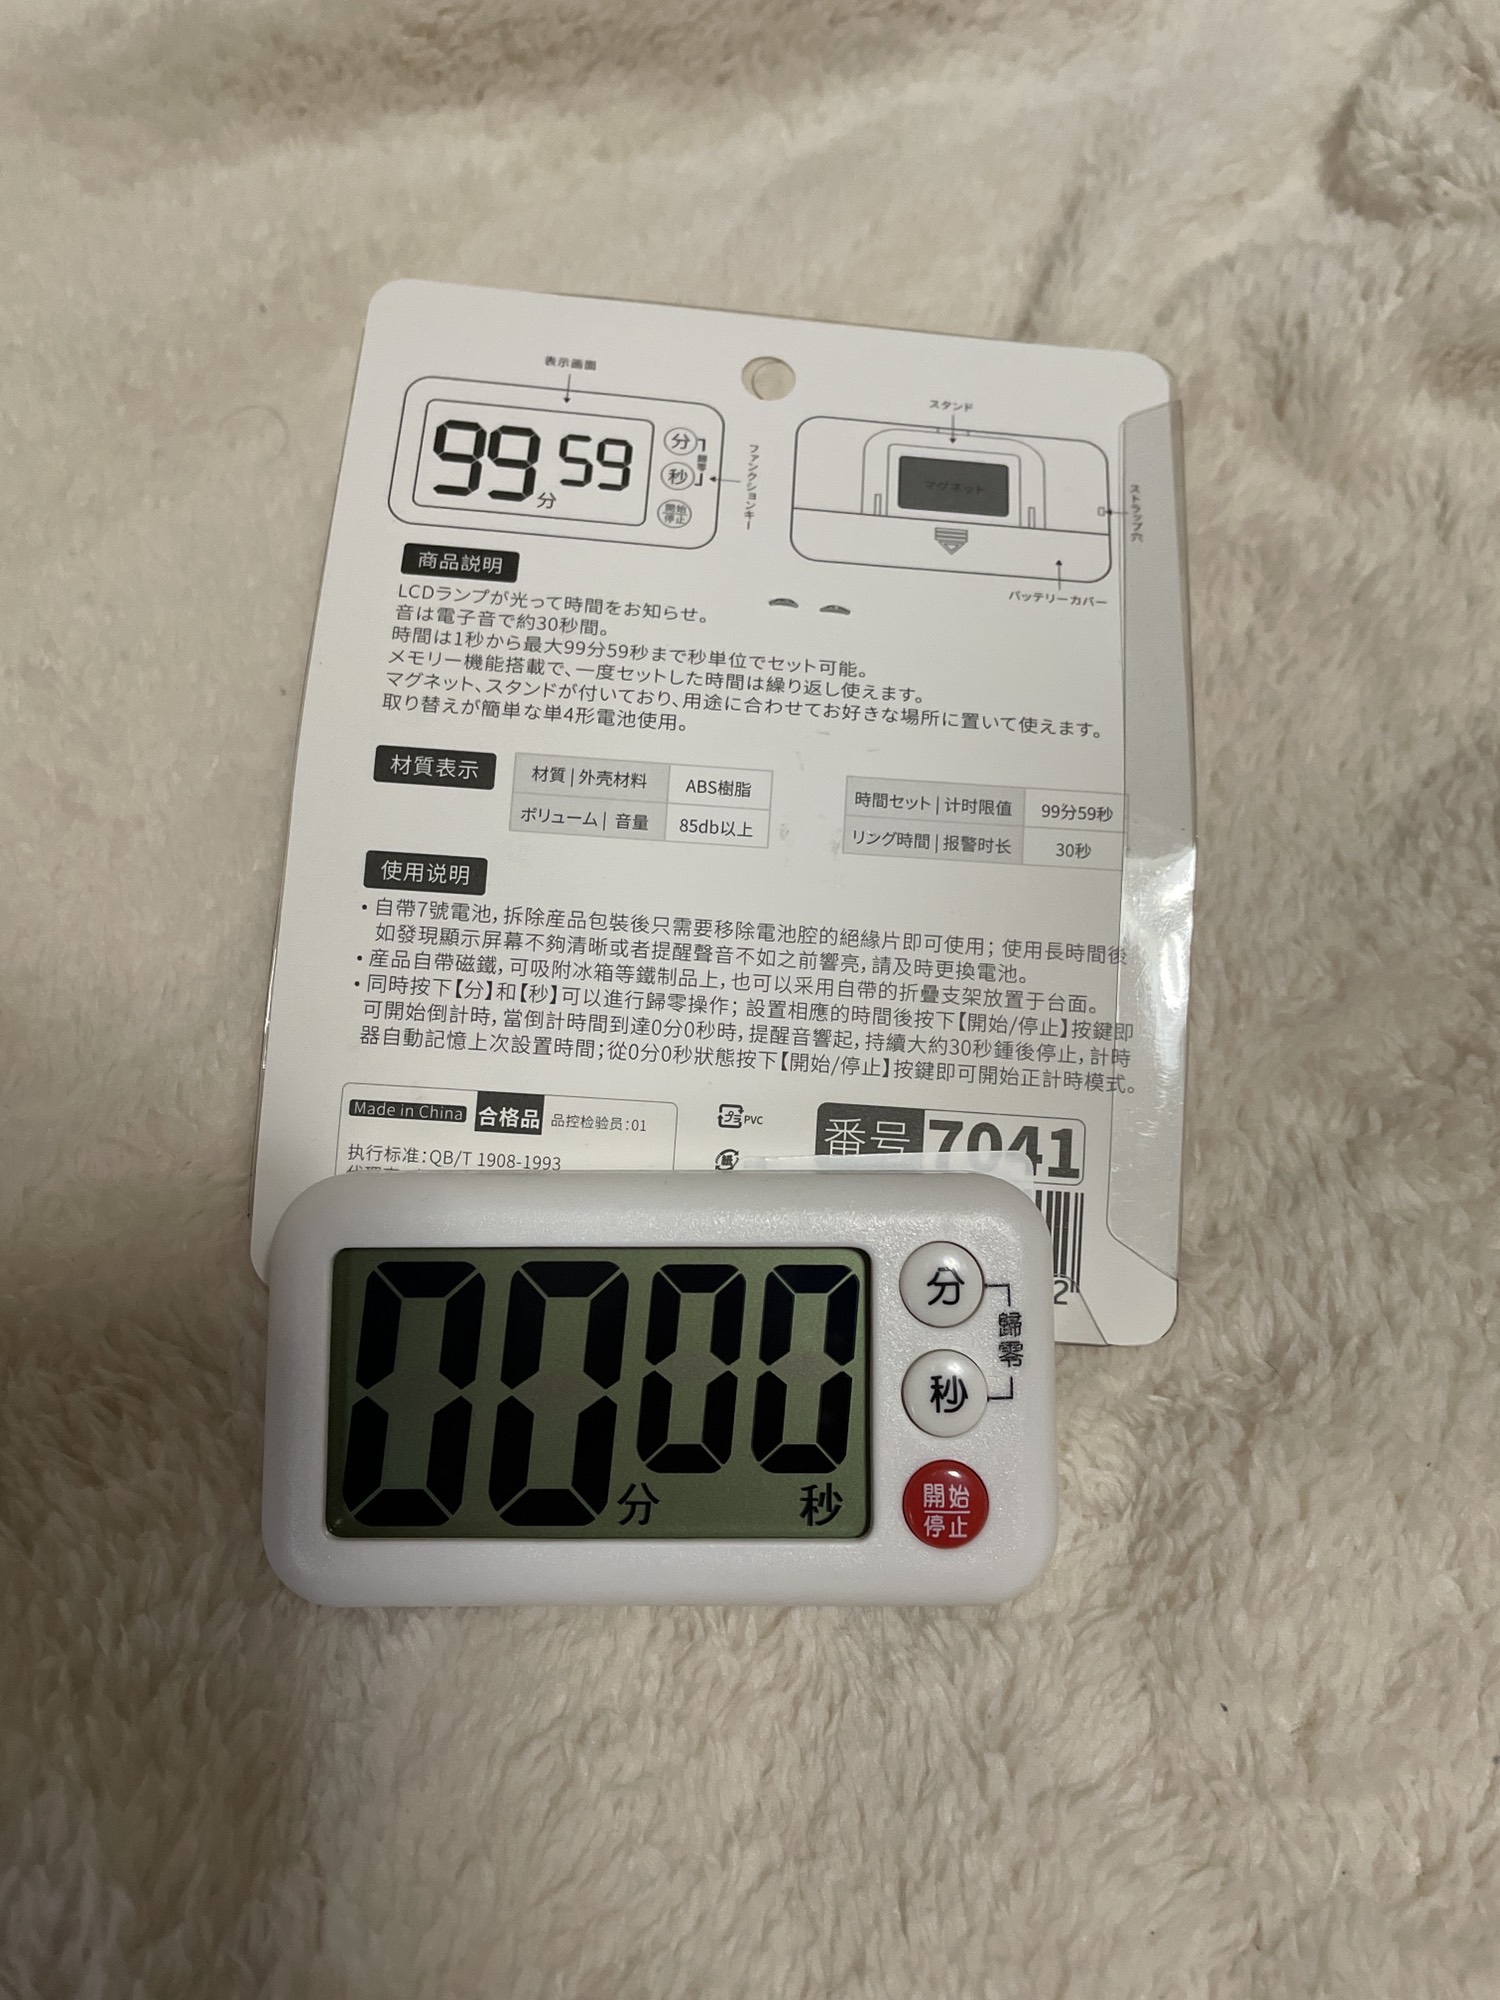 表示画面
99分59
分
秒
歸零
開始
停止
ファンクションキー
スタンド
マグネット
ストラップ穴
バッテリーカバー
商品説明
LCDランプが光って時間をお知らせ。
音は電子音で約30秒間。
時間は1秒から最大99分59秒まで秒単位でセット可能。
メモリー機能搭載で、一度セットした時間は繰り返し使えます。
マグネット、スタンドが付いており、用途に合わせてお好きな場所に置いて使えます。
取り替えが簡単な単4形電池使用。
材質表示
材質|外壳材料 ABS樹脂
ボリューム| 音量 85db以上
時間セット|计时限值 99分59秒
リング時間|报警时长 30秒
使用说明
・自帶7號電池，拆除産品包裝後只需要移除電池腔的絕緣片即可使用；使用長時間後
如發現顯示屏幕不夠清晰或者提醒聲音不如之前響亮，請及時更換電池。
・産品自帶磁鐵，可吸附冰箱等鐵制品上，也可以采用自帶的折疊支架放置于台面。
・同時按下【分】和【秒】可以進行歸零操作；設置相應的時間後按下【開始/停止】按鍵即
可開始倒計時，當倒計時間到達0分0秒時，提醒音響起，持續大約30秒鍾後停止，計時
器自動記憶上次設置時間；從0分0秒狀態按下【開始/停止】按鍵即可開始正計時模式。
Made in China 合格品 品控检验员：01
执行标准：QB/T 1908-1993
プラ PVC
紙
番号 7041
2
00分00秒
分
秒
歸零
開始
停止